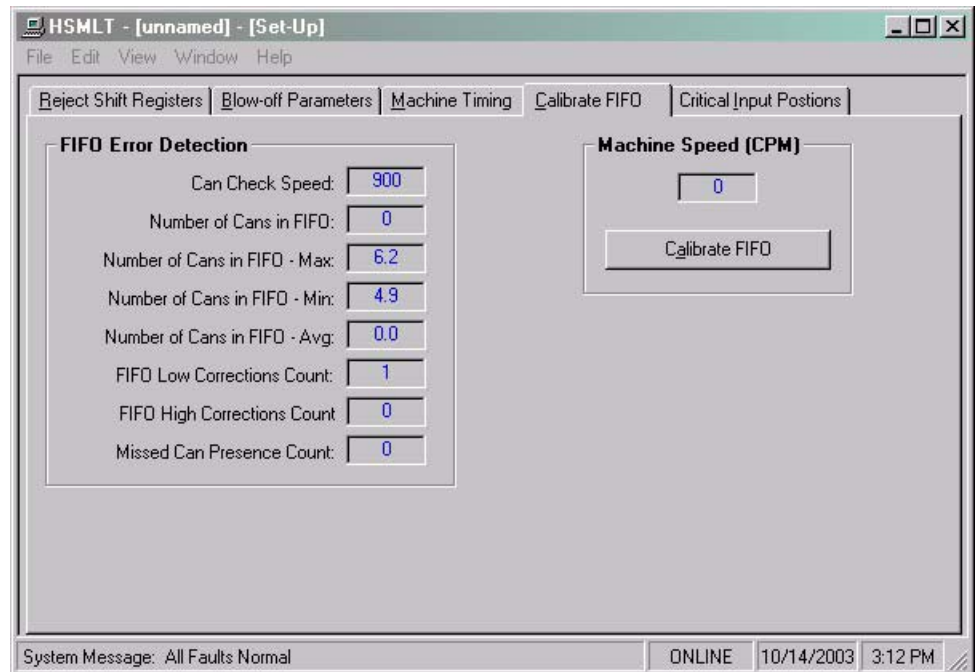 HSMLT - [unnamed] - [Set-Up]
File Edit View Window Help
Reject Shift Registers Blow-off Parameters Machine Timing Calibrate FIFO Critical Input Postions
FIFO Error Detection
Can Check Speed: 900
Number of Cans in FIFO: 0
Number of Cans in FIFO - Max: 6.2
Number of Cans in FIFO - Min: 4.9
Number of Cans in FIFO - Avg: 0.0
FIFO Low Corrections Count: 1
FIFO High Corrections Count 0
Missed Can Presence Count: 0
Machine Speed (CPM)
0
Calibrate FIFO
System Message: All Faults Normal ONLINE 10/14/2003 3:12 PM